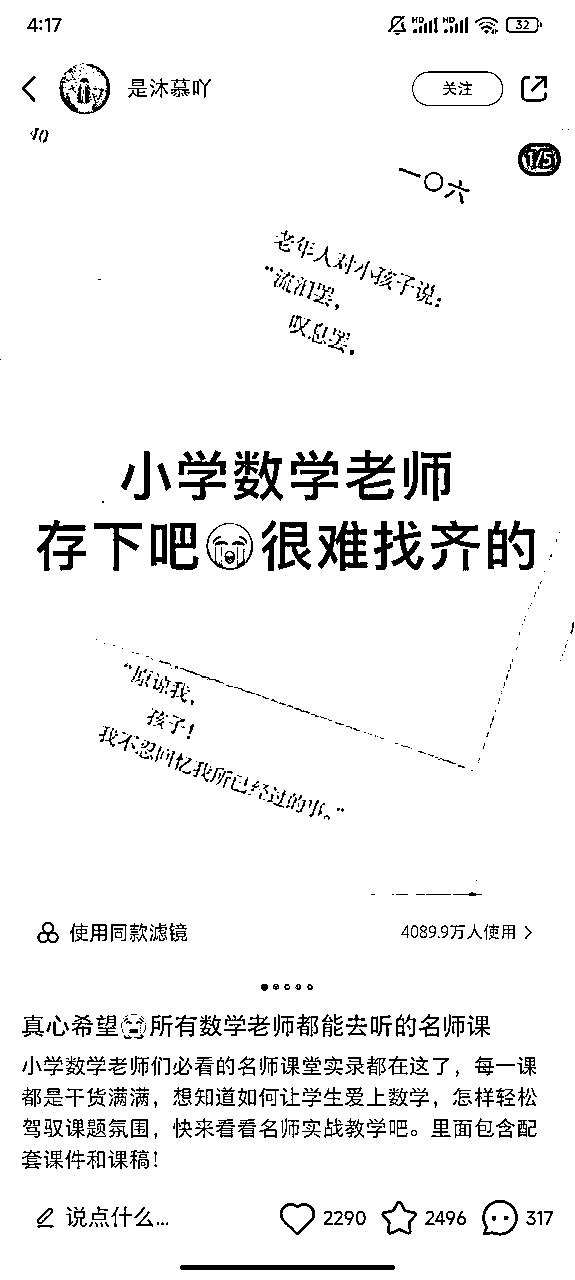 4:17
HD HD 32
是沐慕吖
关注
40
1/5
一〇六
老年人对小孩子说：
“流泪罢，
叹息罢，
小学数学老师
存下吧😭很难找齐的
“原谅我，
孩子！
我不忍回忆我所已经过的事。”
使用同款滤镜
4089.9万人使用 >
真心希望😭所有数学老师都能去听的名师课
小学数学老师们必看的名师课堂实录都在这了，每一课
都是干货满满，想知道如何让学生爱上数学，怎样轻松
驾驭课题氛围，快来看看名师实战教学吧。里面包含配
套课件和课稿！
说点什么...
2290
2496
317